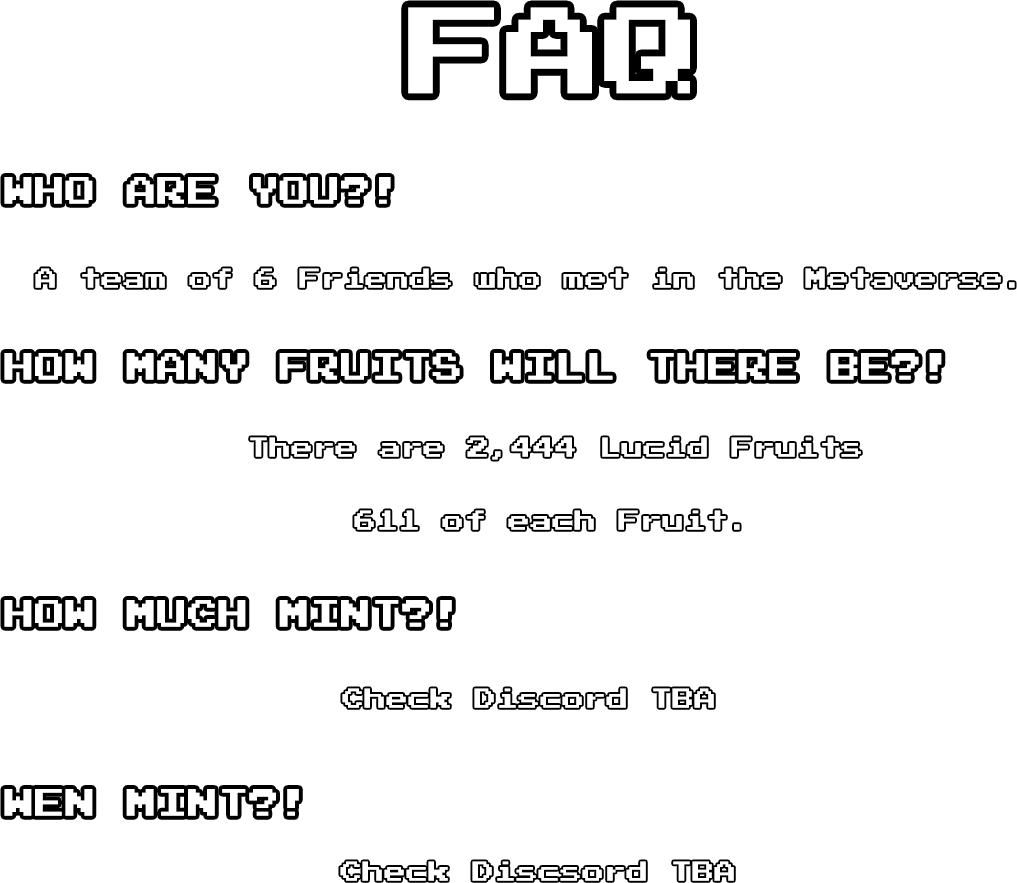 FAQ
WHO ARE YOU?!
A team of 6 Friends who met in the Metaverse.
HOW MANY FRUITS WILL THERE BE?!
There are 2,444 Lucid Fruits
611 of each Fruit.
HOW MUCH MINT?!
Check Discord TBA
WEN MINT?!
Check Discsord TBA